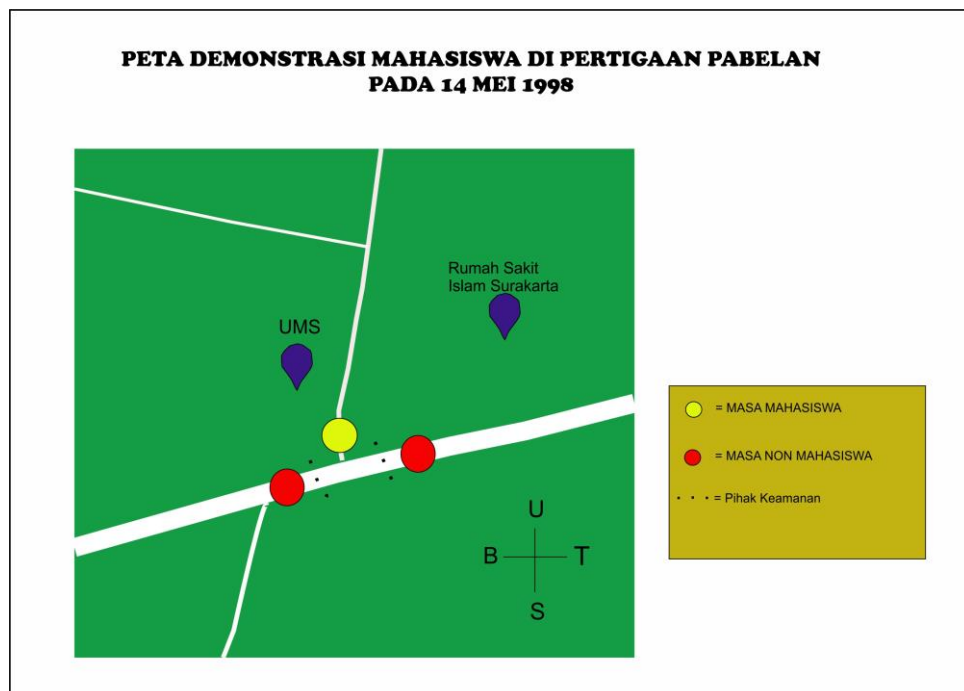 PETA DEMONSTRASI MAHASISWA DI PERTIGAAN PABELAN
PADA 14 MEI 1998
Rumah Sakit
Islam Surakarta
UMS
= MASA MAHASISWA
= MASA NON MAHASISWA
= Pihak Keamanan
U
B T
S